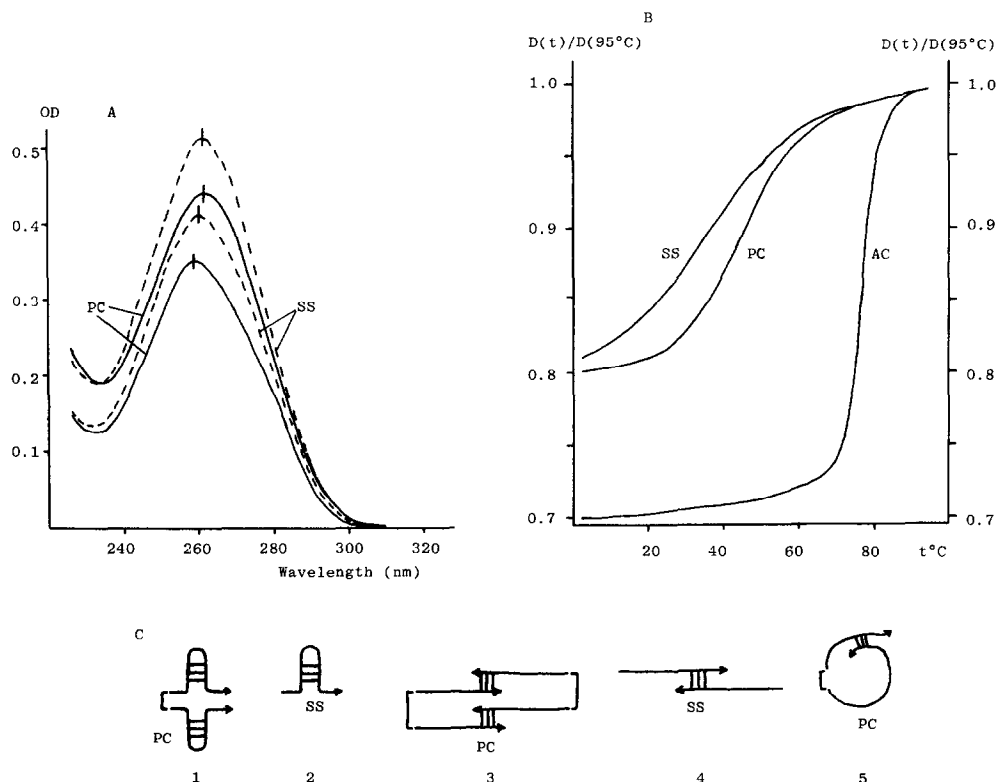 B
D(t)/D(95°C) D(t)/D(95°C)
OD A
1.0 1.0
0.5
0.4
0.9 0.9
SS PC AC
0.3
PC SS
0.2
0.8 0.8
0.1
0.7 0.7
240 260 280 300 320
20 40 60 80 t°C
Wavelength (nm)
C
PC SS PC SS PC
1 2 3 4 5